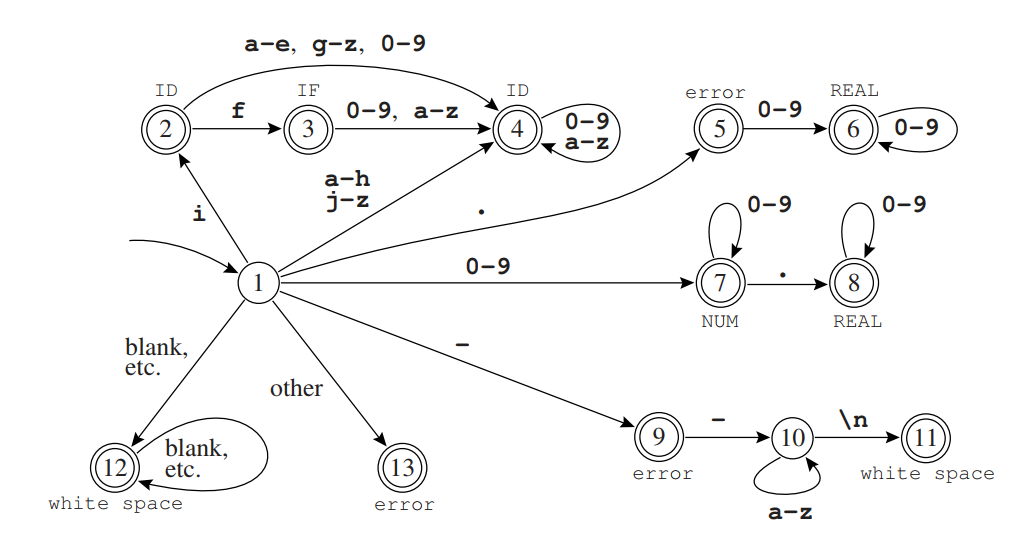 a–e, g–z, 0–9
ID IF ID error REAL
2 f 3 0–9, a–z 4 0–9 a–z 5 0–9 6 0–9
a–h
j–z
i . 0–9 0–9
1 0–9 7 . 8
NUM REAL
blank,
etc.
–
other
\n
9 – 10 11
error white space
blank,
etc.
12 13
white space error
a–z